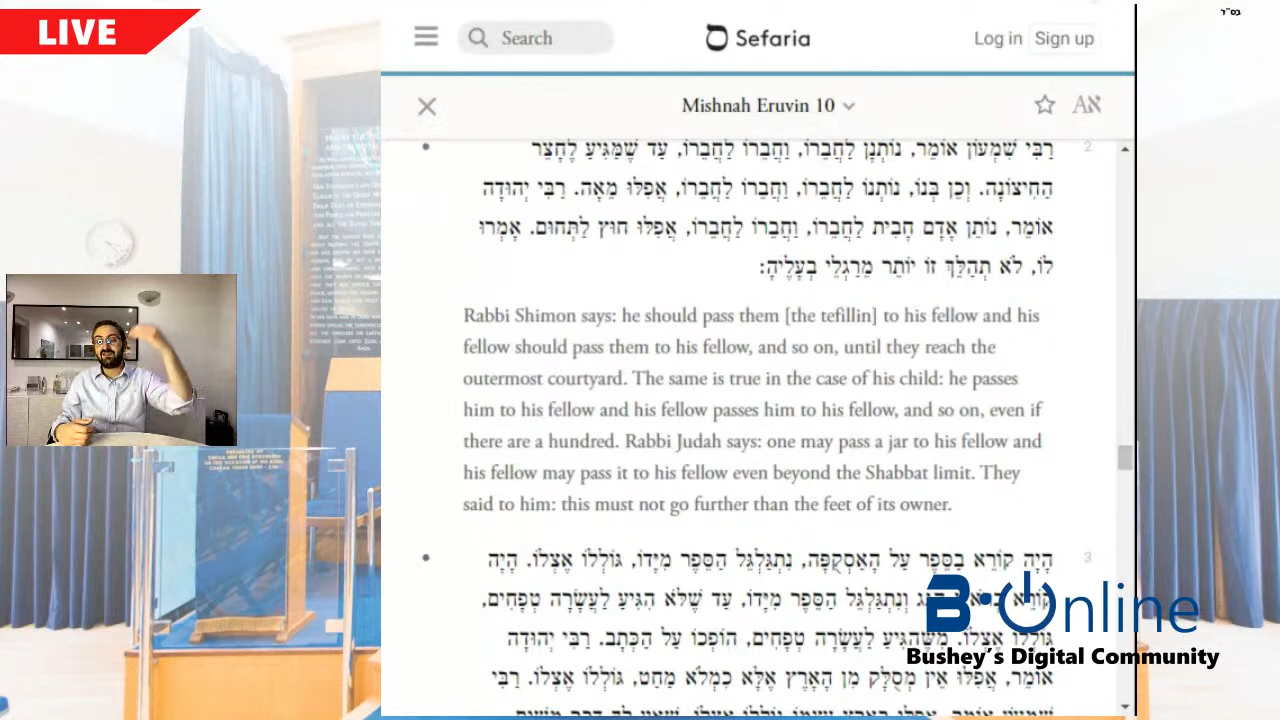 LIVE
בס"ד
Search
Sefaria
Log in
Sign up
Mishnah Eruvin 10
Aא
2
רַבִּי שִׁמְעוֹן אוֹמֵר, נוֹתְנָן לַחֲבֵרוֹ, וַחֲבֵרוֹ לַחֲבֵרוֹ, עַד שֶׁמַּגִּיעַ לֶחָצֵר
הַחִיצוֹנָה. וְכֵן בְּנוֹ, נוֹתְנוֹ לַחֲבֵרוֹ, וַחֲבֵרוֹ לַחֲבֵרוֹ, אֲפִלּוּ מֵאָה. רַבִּי יְהוּדָה
אוֹמֵר, נוֹתֵן אָדָם חָבִית לַחֲבֵרוֹ, וַחֲבֵרוֹ לַחֲבֵרוֹ, אֲפִלּוּ חוּץ לַתְּחוּם. אָמְרוּ
לוֹ, לֹא תְהַלֵּךְ זוֹ יוֹתֵר מֵרַגְלֵי בְעָלֶיהָ:
Rabbi Shimon says: he should pass them [the tefillin] to his fellow and his
fellow should pass them to his fellow, and so on, until they reach the
outermost courtyard. The same is true in the case of his child: he passes
him to his fellow and his fellow passes him to his fellow, and so on, even if
there are a hundred. Rabbi Judah says: one may pass a jar to his fellow and
his fellow may pass it to his fellow even beyond the Shabbat limit. They
said to him: this must not go further than the feet of its owner.
3
הָיָה קוֹרֵא בַסֵּפֶר עַל הָאִסְקֻפָּה, נִתְגַּלְגֵּל הַסֵּפֶר מִיָּדוֹ, גּוֹלְלוֹ אֶצְלוֹ. הָיָה
קוֹרֵא וְנִתְגַּלְגֵּל הַסֵּפֶר מִיָּדוֹ, עַד שֶׁלֹּא הִגִּיעַ לַעֲשָׂרָה טְפָחִים,
גּוֹלְלוֹ אֶצְלוֹ. מִשֶּׁהִגִּיעַ לַעֲשָׂרָה טְפָחִים, הוֹפְכוֹ עַל הַכְּתָב. רַבִּי יְהוּדָה
אוֹמֵר, אֲפִלּוּ אֵין מְסֻלָּק מִן הָאָרֶץ אֶלָּא כִמְלֹא מַחַט, גּוֹלְלוֹ אֶצְלוֹ. רַבִּי
B·Online
Bushey's Digital Community